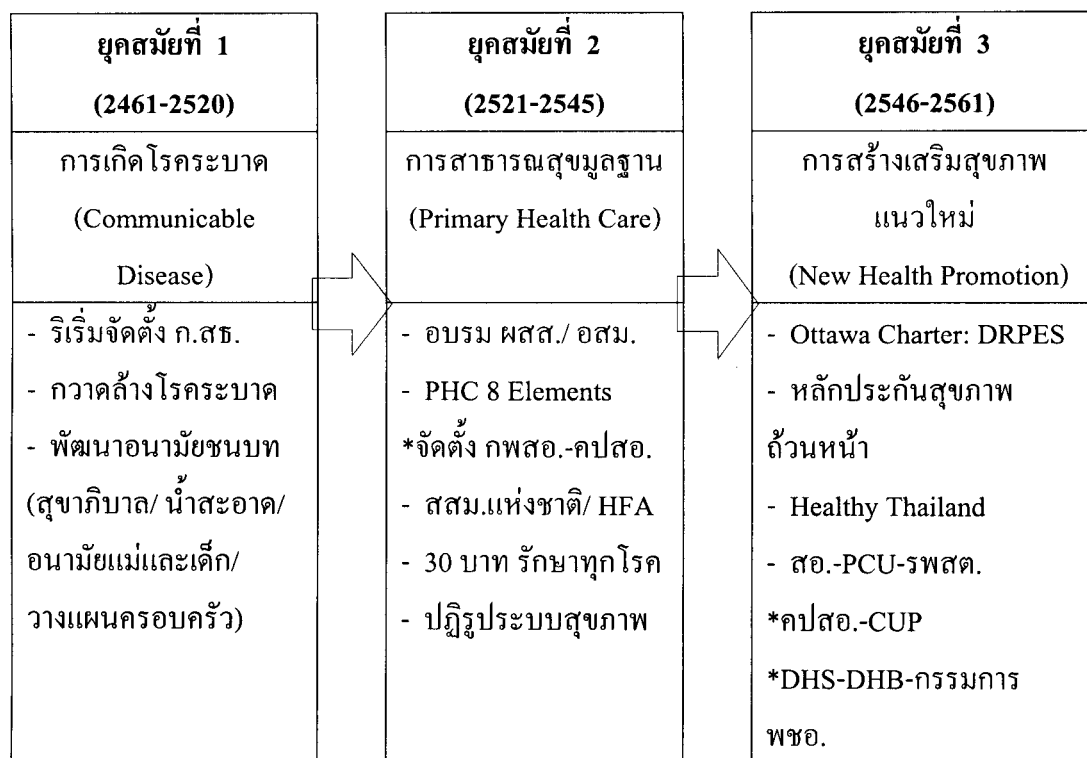 ยุคสมัยที่ 1
(2461-2520)
การเกิดโรคระบาด
(Communicable
Disease)
- ริเริ่มจัดตั้ง ก.สธ.
- กวาดล้างโรคระบาด
- พัฒนาอนามัยชนบท
(สุขาภิบาล/ น้ำสะอาด/
อนามัยแม่และเด็ก/
วางแผนครอบครัว)
ยุคสมัยที่ 2
(2521-2545)
การสาธารณสุขมูลฐาน
(Primary Health Care)
- อบรม ผสส./ อสม.
- PHC 8 Elements
*จัดตั้ง กพสอ.-คปสอ.
- สสม.แห่งชาติ/ HFA
- 30 บาท รักษาทุกโรค
- ปฏิรูประบบสุขภาพ
ยุคสมัยที่ 3
(2546-2561)
การสร้างเสริมสุขภาพ
แนวใหม่
(New Health Promotion)
- Ottawa Charter: DRPES
- หลักประกันสุขภาพ
ถ้วนหน้า
- Healthy Thailand
- สอ.-PCU-รพสต.
*คปสอ.-CUP
*DHS-DHB-กรรมการ
พชอ.